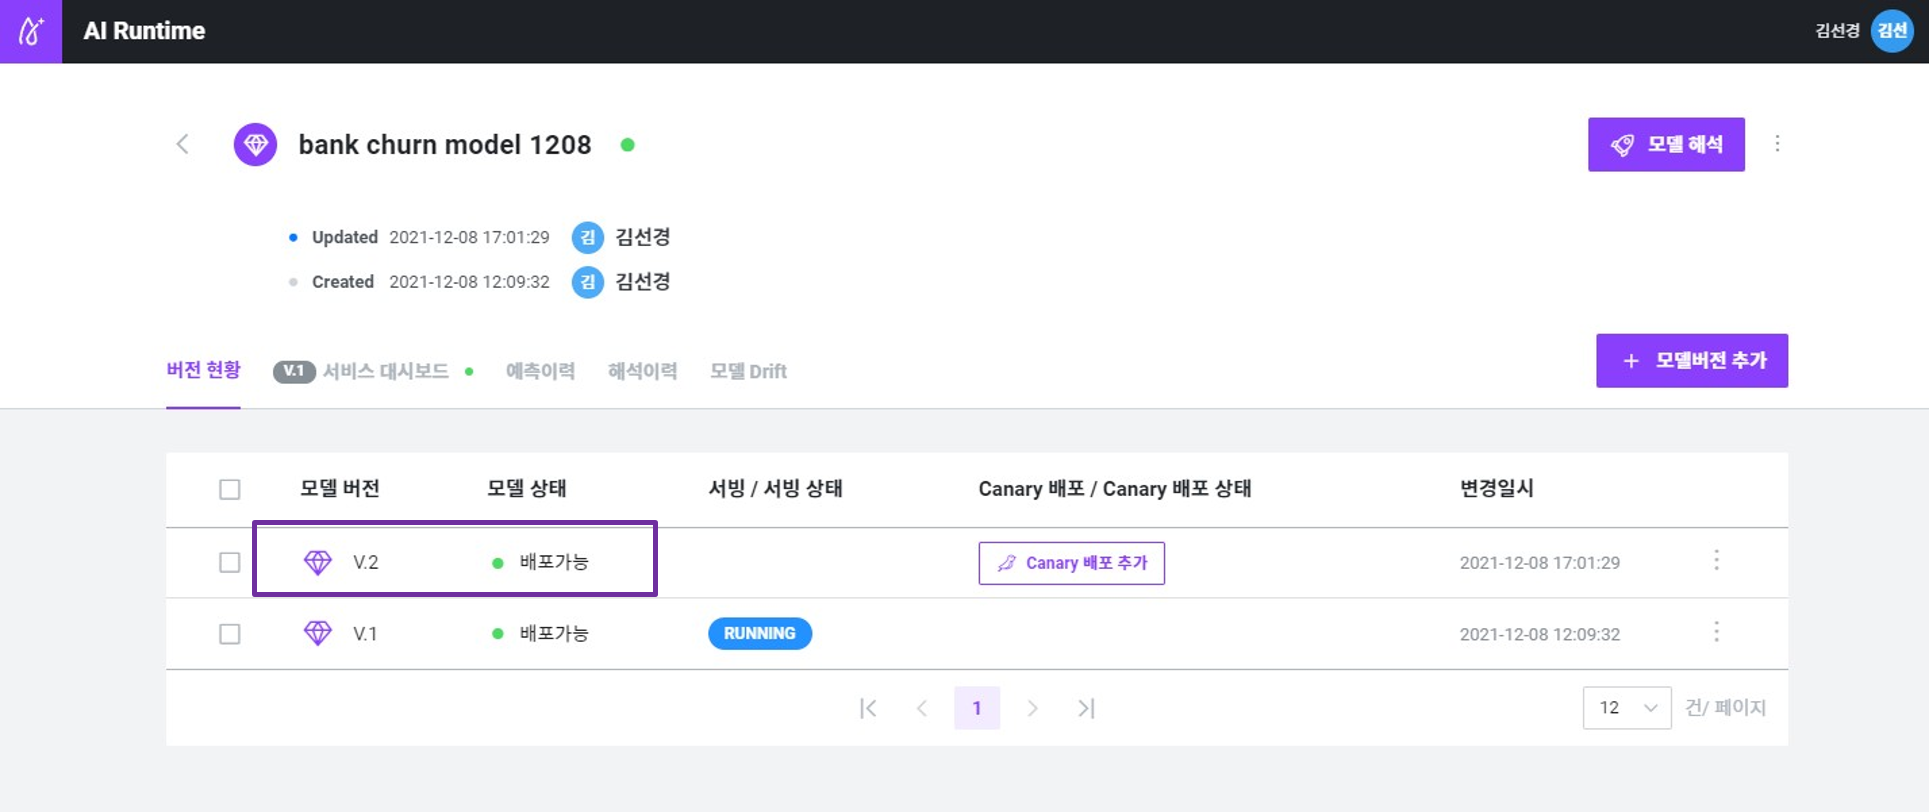 AI Runtime
김선경 김선
bank churn model 1208
모델 해석
Updated 2021-12-08 17:01:29 김 김선경
Created 2021-12-08 12:09:32 김 김선경
버전 현황 V.1 서비스 대시보드 예측이력 해석이력 모델 Drift
+ 모델버전 추가
모델 버전 모델 상태 서빙 / 서빙 상태 Canary 배포 / Canary 배포 상태 변경일시
V.2 배포가능 Canary 배포 추가 2021-12-08 17:01:29
V.1 배포가능 RUNNING 2021-12-08 12:09:32
1 12 건/ 페이지